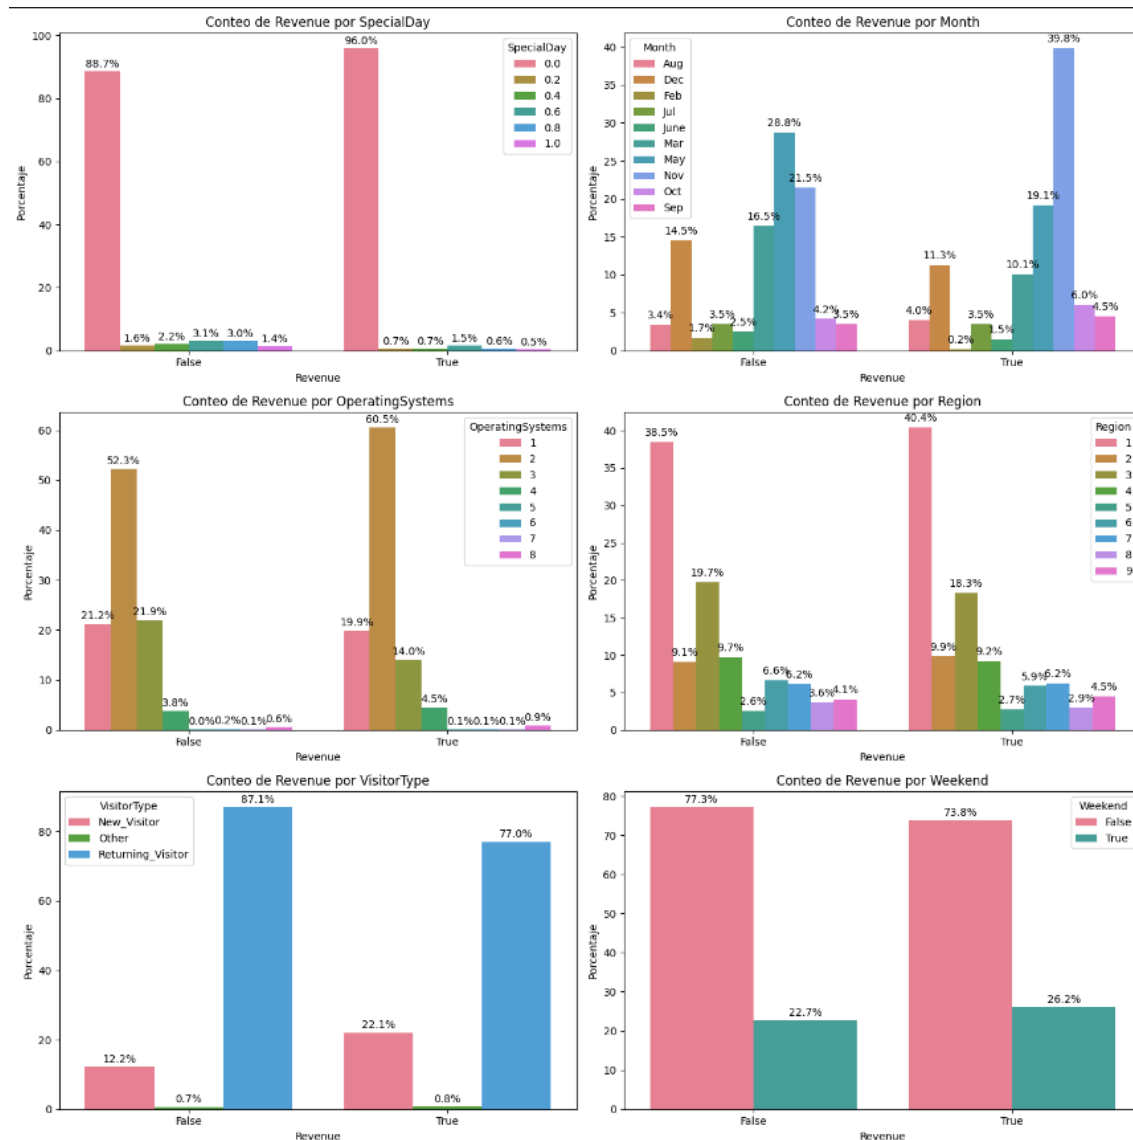 Conteo de Revenue por SpecialDay
Porcentaje
100
80
60
40
20
0
88.7%
1.6%
2.2%
3.1%
3.0%
1.4%
96.0%
0.7%
0.7%
1.5%
0.6%
0.5%
SpecialDay
0.0
0.2
0.4
0.6
0.8
1.0
False
True
Revenue
Conteo de Revenue por Month
Porcentaje
40
35
30
25
20
15
10
5
0
Month
Aug
Dec
Feb
Jul
June
Mar
May
Nov
Oct
Sep
3.4%
14.5%
1.7%
3.5%
2.5%
16.5%
28.8%
21.5%
4.2%
3.5%
4.0%
11.3%
0.2%
3.5%
1.5%
10.1%
19.1%
39.8%
6.0%
4.5%
False
True
Revenue
Conteo de Revenue por OperatingSystems
Porcentaje
60
50
40
30
20
10
0
21.2%
52.3%
21.9%
3.8%
0.0%
0.2%
0.1%
0.6%
19.9%
60.5%
14.0%
4.5%
0.1%
0.1%
0.1%
0.9%
OperatingSystems
1
2
3
4
5
6
7
8
False
True
Revenue
Conteo de Revenue por Region
Porcentaje
40
35
30
25
20
15
10
5
0
38.5%
9.1%
19.7%
9.7%
2.6%
6.6%
6.2%
3.6%
4.1%
40.4%
9.9%
18.3%
9.2%
2.7%
5.9%
6.2%
2.9%
4.5%
Region
1
2
3
4
5
6
7
8
9
False
True
Revenue
Conteo de Revenue por VisitorType
Porcentaje
80
60
40
20
0
VisitorType
New_Visitor
Other
Returning_Visitor
12.2%
0.7%
87.1%
22.1%
0.8%
77.0%
False
True
Revenue
Conteo de Revenue por Weekend
Porcentaje
80
70
60
50
40
30
20
10
0
77.3%
22.7%
73.8%
26.2%
Weekend
False
True
False
True
Revenue